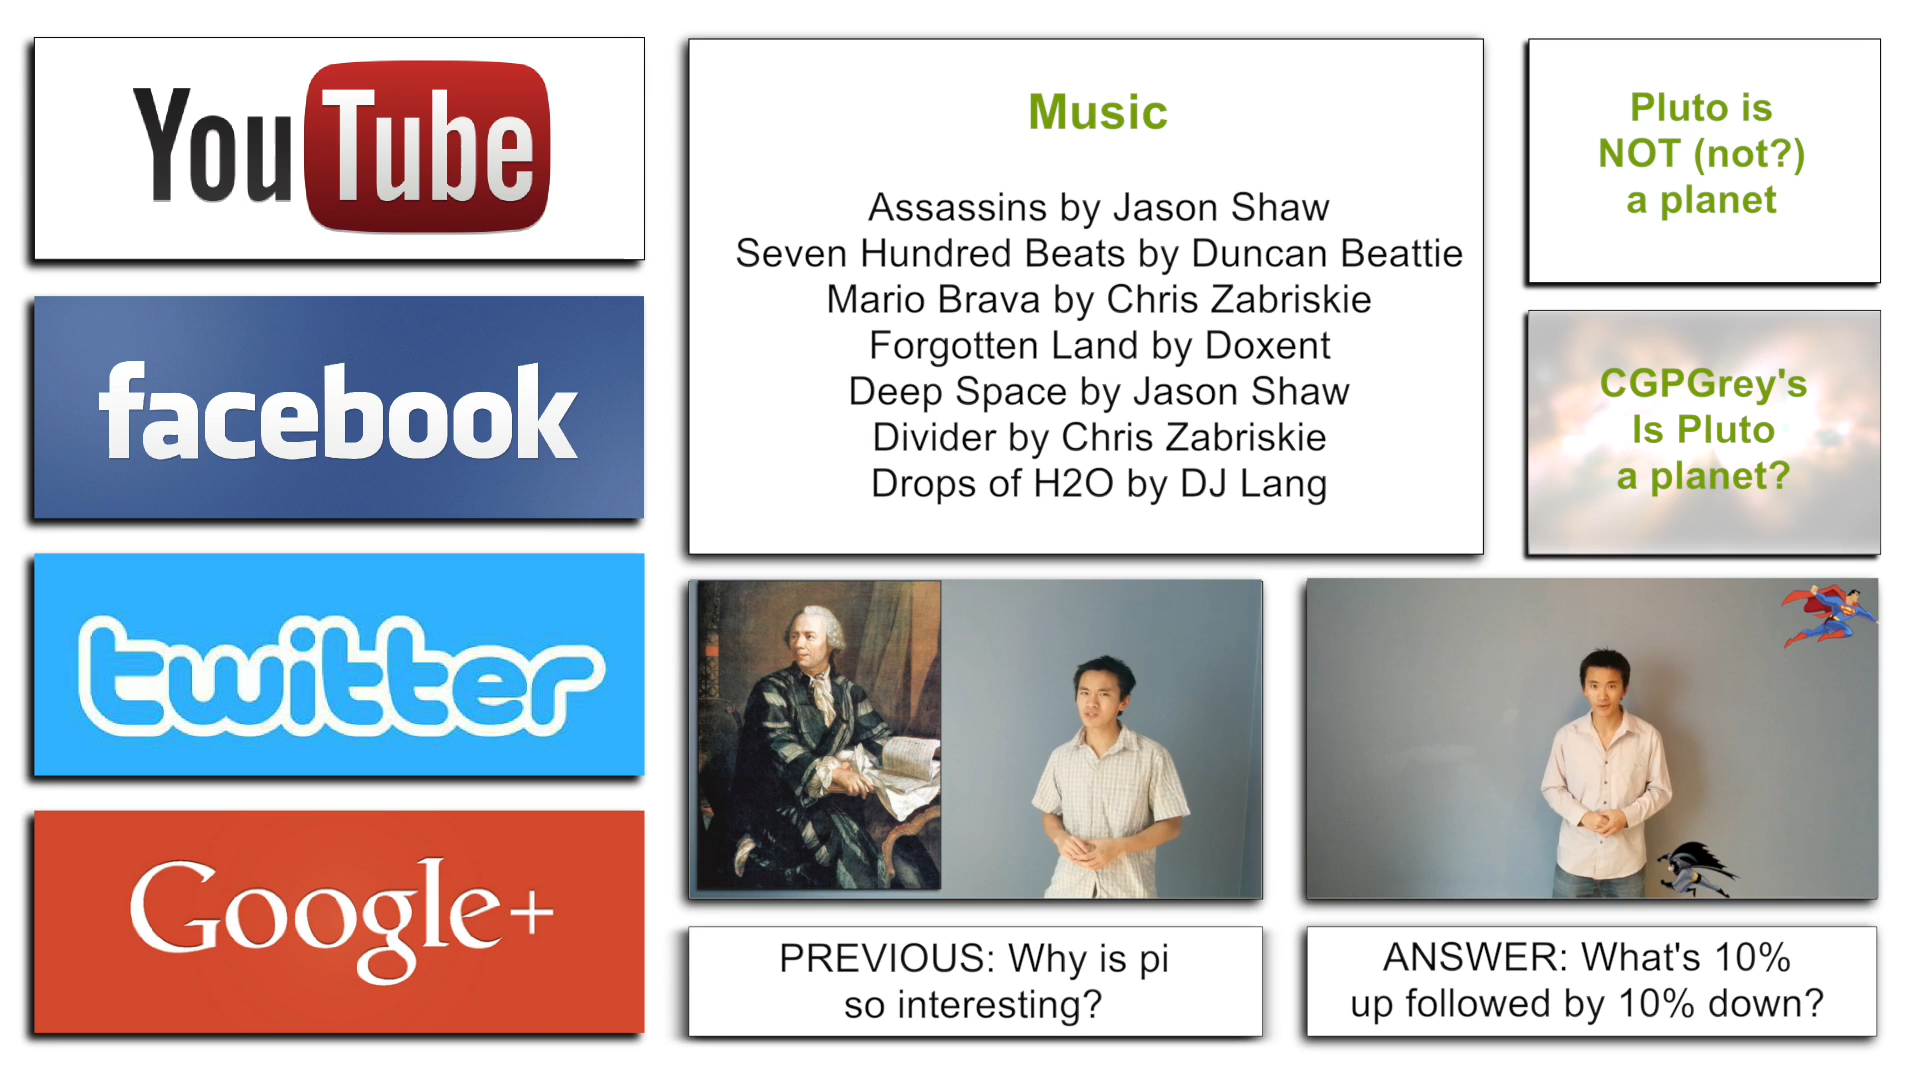 YouTube
facebook
twitter
Google+
Music
Assassins by Jason Shaw
Seven Hundred Beats by Duncan Beattie
Mario Brava by Chris Zabriskie
Forgotten Land by Doxent
Deep Space by Jason Shaw
Divider by Chris Zabriskie
Drops of H2O by DJ Lang
Pluto is
NOT (not?)
a planet
CGPGrey's
Is Pluto
a planet?
PREVIOUS: Why is pi
so interesting?
ANSWER: What's 10%
up followed by 10% down?